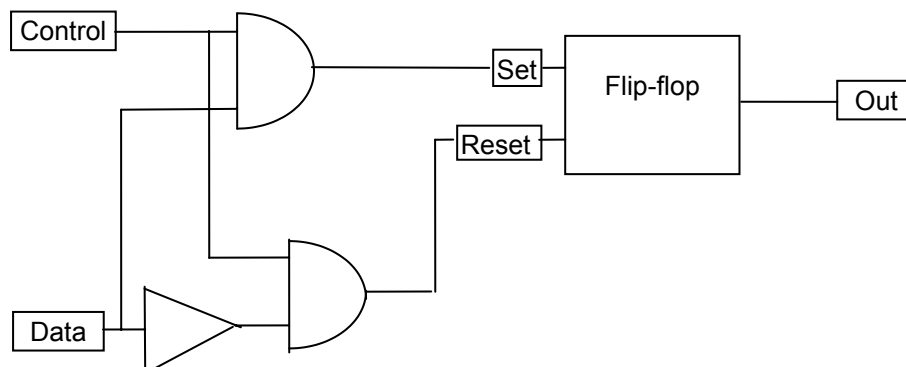 Control
Set
Flip-flop
Out
Reset
Data